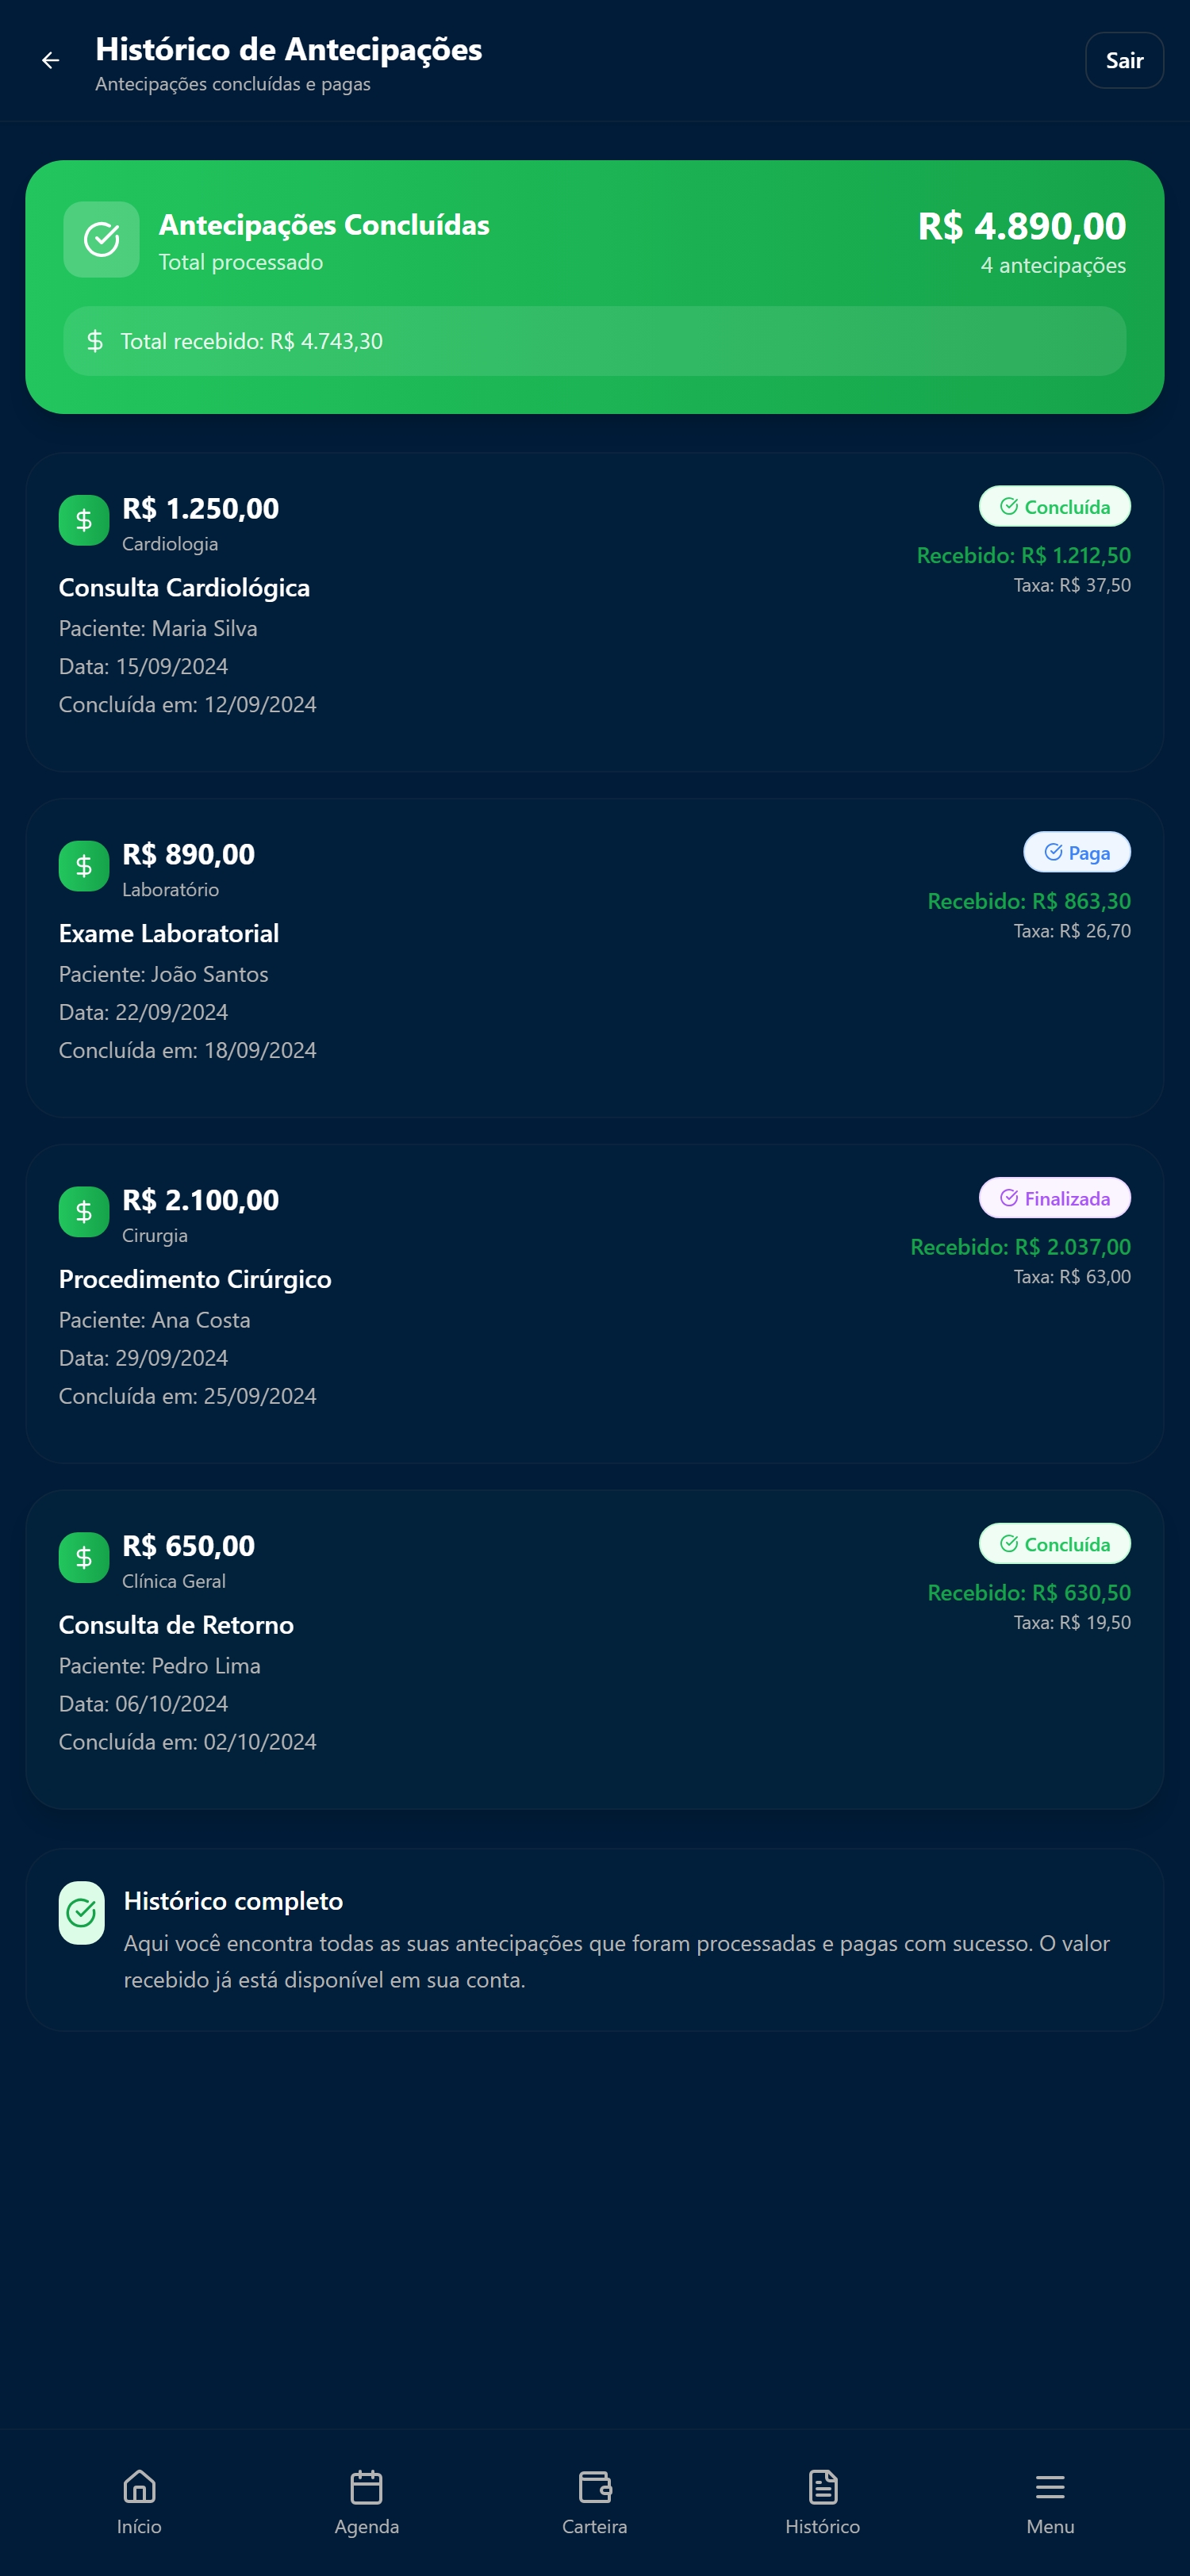 Histórico de Antecipações
Antecipações concluídas e pagas
Sair
Antecipações Concluídas
Total processado
R$ 4.890,00
4 antecipações
Total recebido: R$ 4.743,30
R$ 1.250,00
Cardiologia
Consulta Cardiológica
Paciente: Maria Silva
Data: 15/09/2024
Concluída em: 12/09/2024
Concluída
Recebido: R$ 1.212,50
Taxa: R$ 37,50
R$ 890,00
Laboratório
Exame Laboratorial
Paciente: João Santos
Data: 22/09/2024
Concluída em: 18/09/2024
Paga
Recebido: R$ 863,30
Taxa: R$ 26,70
R$ 2.100,00
Cirurgia
Procedimento Cirúrgico
Paciente: Ana Costa
Data: 29/09/2024
Concluída em: 25/09/2024
Finalizada
Recebido: R$ 2.037,00
Taxa: R$ 63,00
R$ 650,00
Clínica Geral
Consulta de Retorno
Paciente: Pedro Lima
Data: 06/10/2024
Concluída em: 02/10/2024
Concluída
Recebido: R$ 630,50
Taxa: R$ 19,50
Histórico completo
Aqui você encontra todas as suas antecipações que foram processadas e pagas com sucesso. O valor
recebido já está disponível em sua conta.
Início
Agenda
Carteira
Histórico
Menu